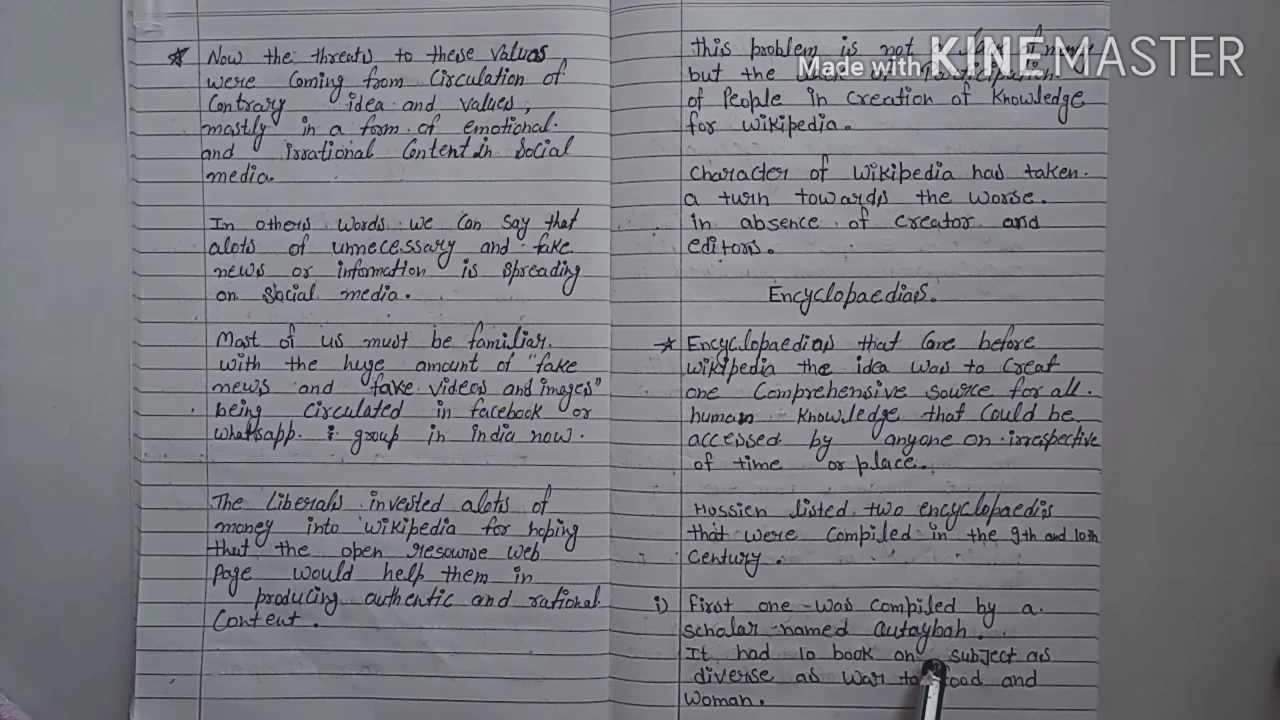 ☆ Now the threats to these values
were coming from circulation of
contrary idea and values,
mostly in a form of emotional.
and irrational content in social
media.
In others words we can say that
alots of unnecessary and fake
news or information is spreading
on social media.
Most of us must be familiar.
with the huge amount of "fake
news and fake videos and images"
being circulated in facebook or
whatsapp. group in india now.
The liberals invested alots of
money into wikipedia for hoping
that the open resource web
page would help them in
producing authentic and rational
content.
this problem is not
but the
of people in creation of knowledge
for wikipedia.
Character of wikipedia has taken.
a turn towards the worse.
in absence of creator and
editors.
Encyclopaedias.
☆ Encyclopaedias that care before
wikipedia the idea was to creat
one comprehensive source for all.
human knowledge that could be
accessed by anyone on irrespective
of time or place.
Hossien listed two encyclopaedis
that were compiled in the 9th and 10th
century.
i) first one was compiled by a.
scholar named
It had 10 book on subject as
diverse as war to food and
woman.
Made with KINEMASTER